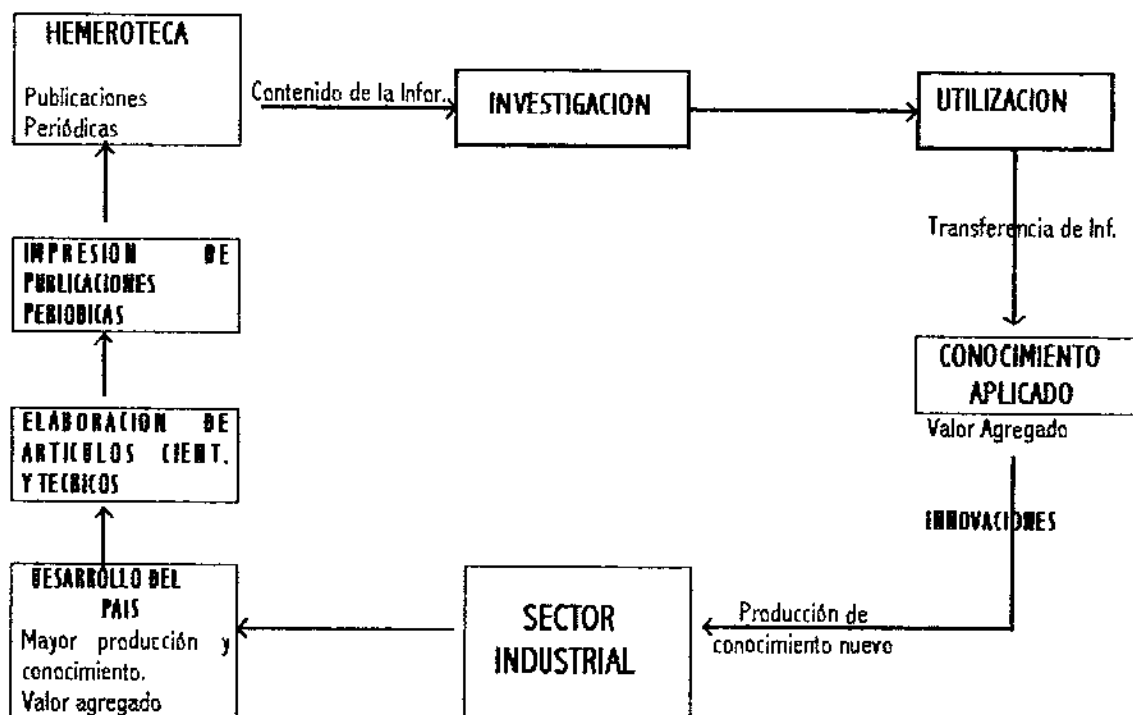 HEMEROTECA
Publicaciones
Periódicas
Contenido de la Infor..
INVESTIGACION
UTILIZACION
Transferencia de Inf.
CONOCIMIENTO
APLICADO
Valor Agregado
INNOVACIONES
Producción de
conocimiento nuevo
SECTOR
INDUSTRIAL
DESARROLLO DEL
PAIS
Mayor producción y
conocimiento.
Valor agregado
ELABORACION DE
ARTICULOS CIENT.
Y TECNICOS
IMPRESION DE
PUBLICACIONES
PERIODICAS